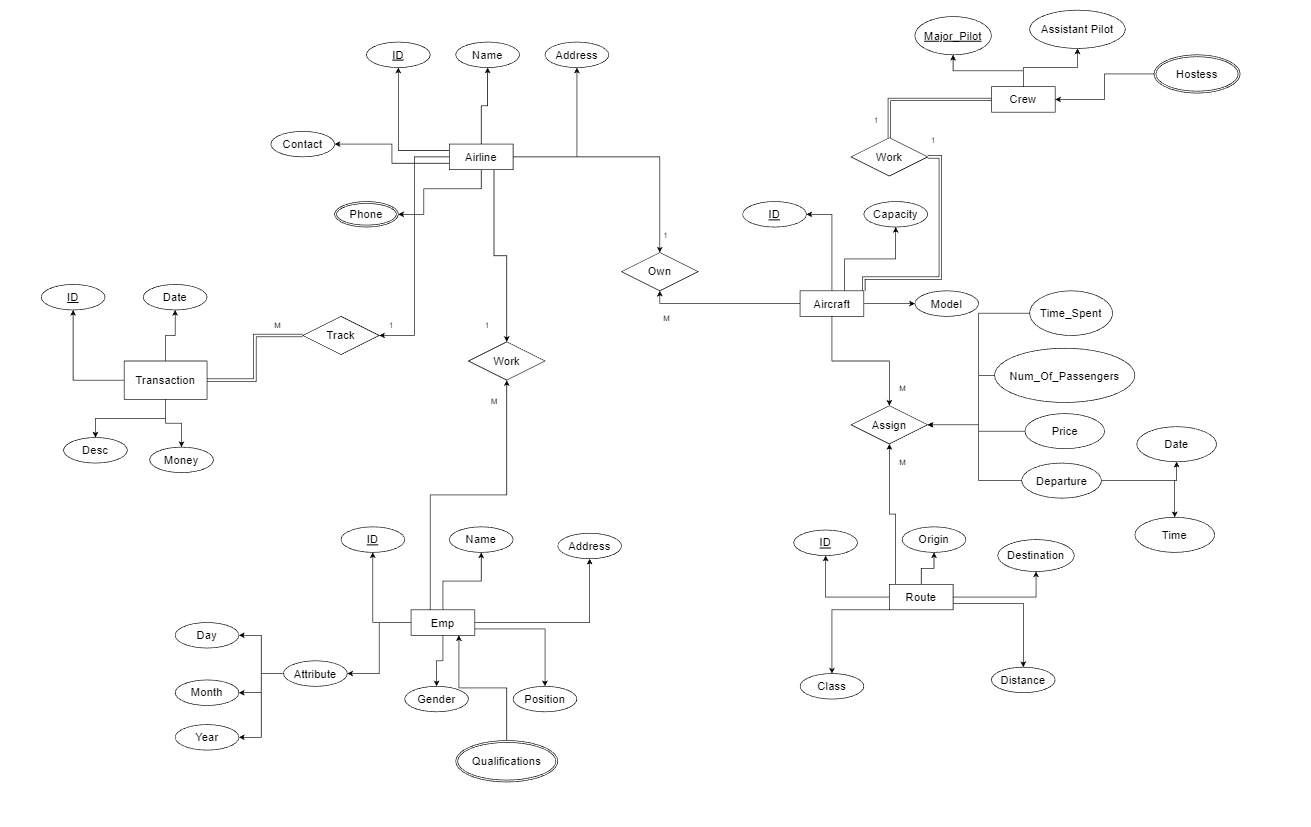 Major_Pilot
Assistant Pilot
ID
Name
Address
Hostess
Crew
1
Contact
Airline
1
Work
Phone
ID
Capacity
1
Own
ID
Date
Aircraft
Model
M
Time_Spent
M
1
1
Track
Work
Num_Of_Passengers
Transaction
M
M
Assign
Price
Date
Desc
Money
M
Departure
Time
ID
Name
Address
ID
Origin
Destination
Route
Emp
Day
Attribute
Month
Gender
Position
Class
Distance
Year
Qualifications